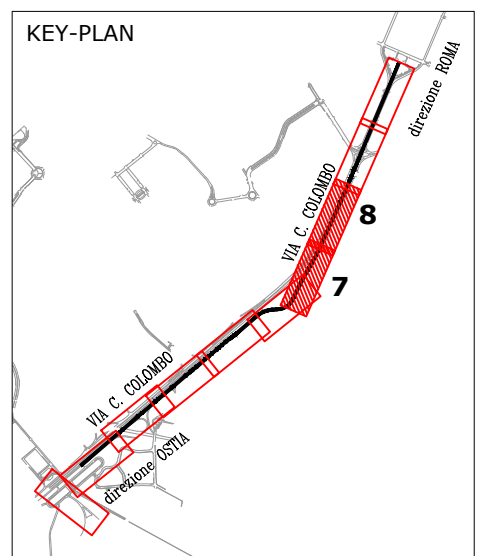 KEY-PLAN
direzione ROMA
VIA C. COLOMBO
8
7
VIA C. COLOMBO
direzione OSTIA